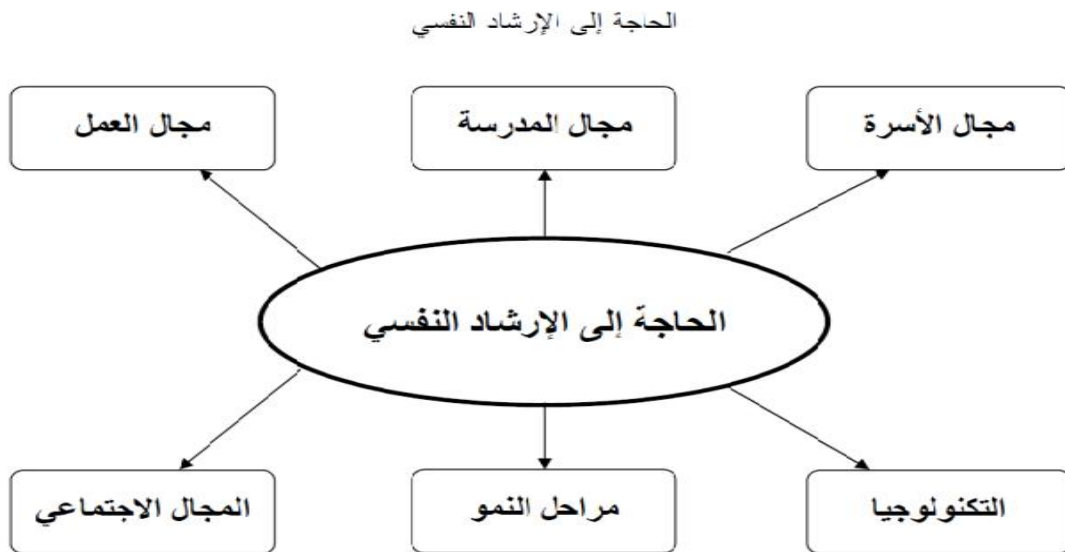 الحاجة إلى الإرشاد النفسي
مجال الأسرة
مجال المدرسة
مجال العمل
الحاجة إلى الإرشاد النفسي
التكنولوجيا
مراحل النمو
المجال الاجتماعي